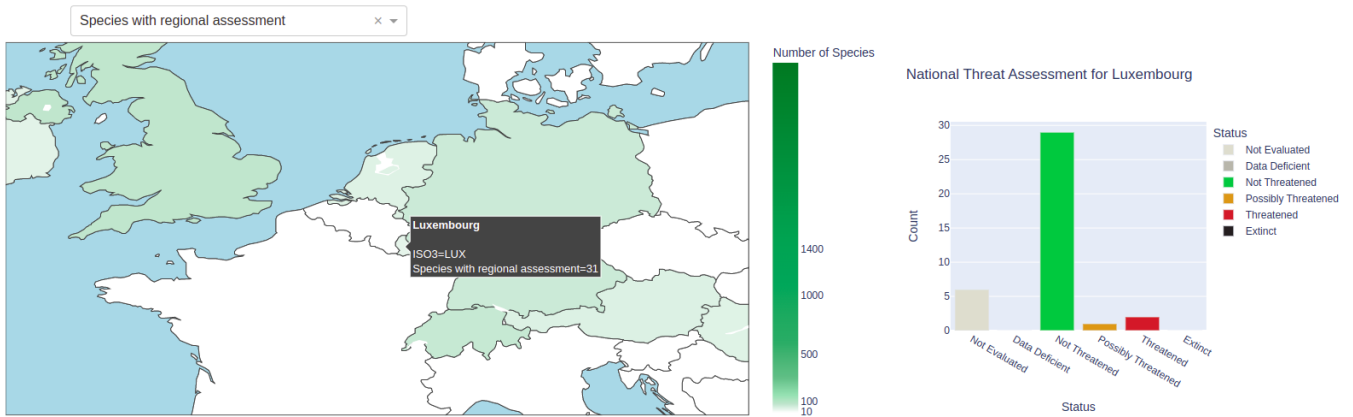 Species with regional assessment
×
Luxembourg
ISO3=LUX
Species with regional assessment=31
Number of Species
1400
1000
500
100
10
National Threat Assessment for Luxembourg
30
25
20
15
10
5
0
Count
Not Evaluated
Data Deficient
Not Threatened
Possibly Threatened
Threatened
Extinct
Status
Status
Not Evaluated
Data Deficient
Not Threatened
Possibly Threatened
Threatened
Extinct